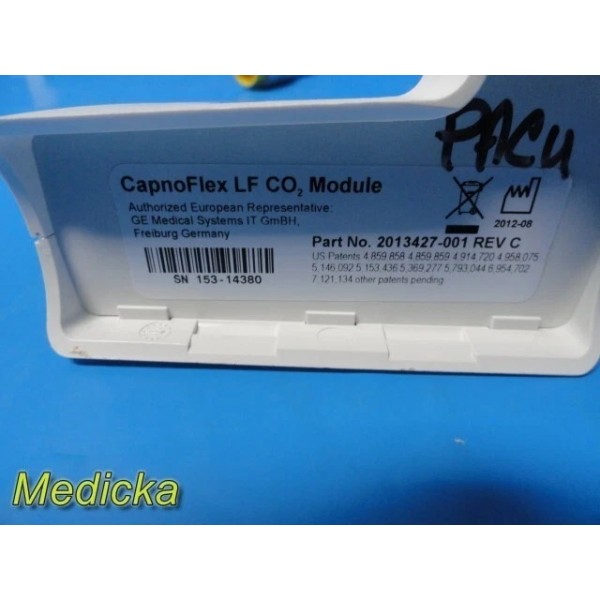 PACU
CapnoFlex LF CO₂ Module
Authorized European Representative:
GE Medical Systems IT GmBH,
Freiburg Germany
2012-08
Part No. 2013427-001 REV C
US Patents 4,859,858 4,859,859 4,914,720 4,958,075
5,146,092 5,153,436 5,369,277 5,793,044 6,954,702
7,121,134 other patents pending
SN 153-14380
Medicka